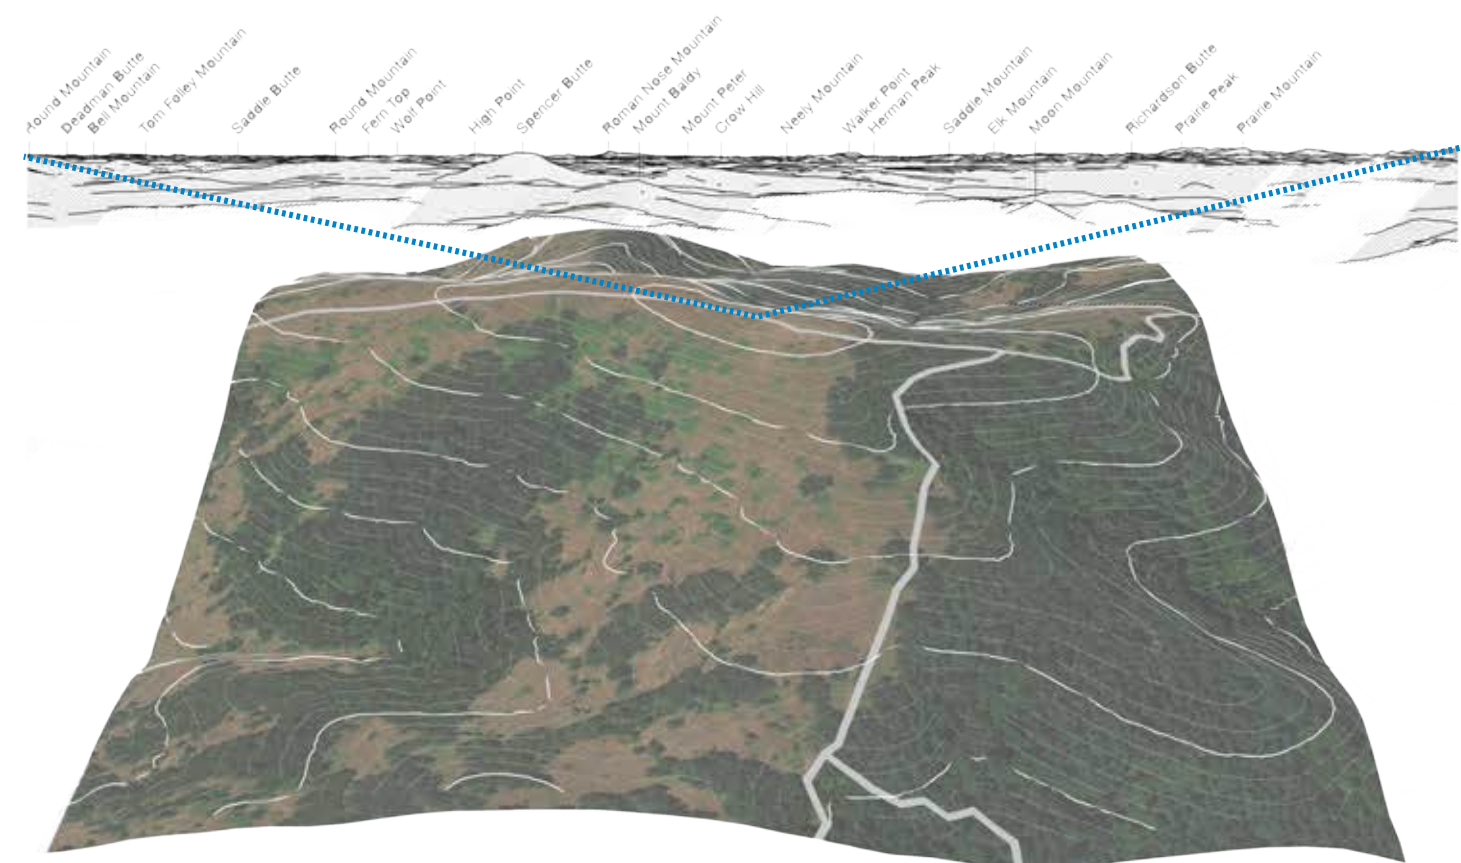 Round Mountain
Deadman Butte
Bell Mountain
Tom Folley Mountain
Saddle Butte
Round Mountain
Fern Top
Wolf Point
High Point
Spencer Butte
Roman Nose Mountain
Mount Baldy
Mount Peter
Crow Hill
Neely Mountain
Walker Point
Herman Peak
Saddle Mountain
Elk Mountain
Moon Mountain
Richardson Butte
Prairie Peak
Prairie Mountain